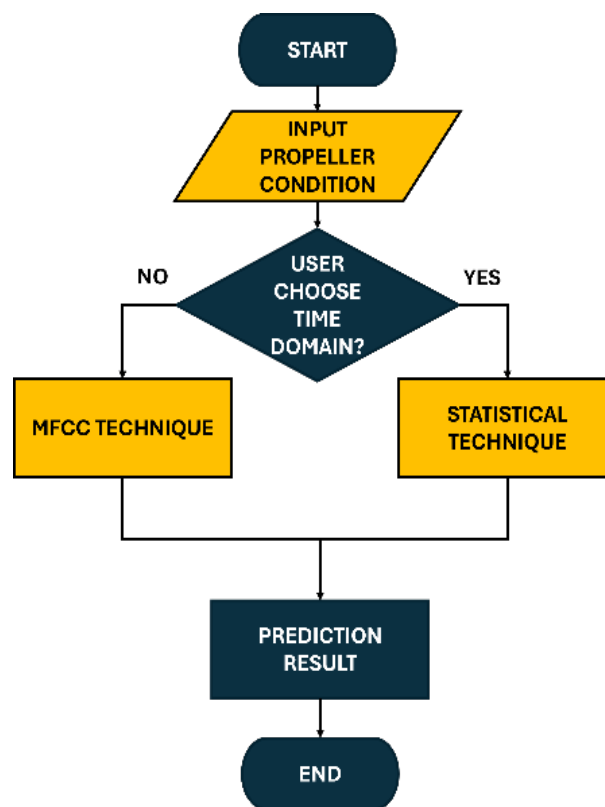 START
INPUT
PROPELLER
CONDITION
USER
CHOOSE
TIME
DOMAIN?
NO
YES
MFCC TECHNIQUE
STATISTICAL
TECHNIQUE
PREDICTION
RESULT
END